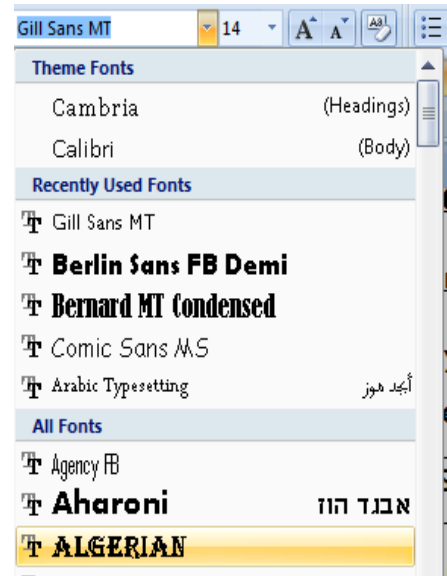 Gill Sans MT 14 A A Aa
Theme Fonts
Cambria (Headings)
Calibri (Body)
Recently Used Fonts
Gill Sans MT
Berlin Sans FB Demi
Bernard MT Condensed
Comic Sans MS
Arabic Typesetting أبجد هوز
All Fonts
Agency FB
Aharoni אבגד הוז
ALGERIAN